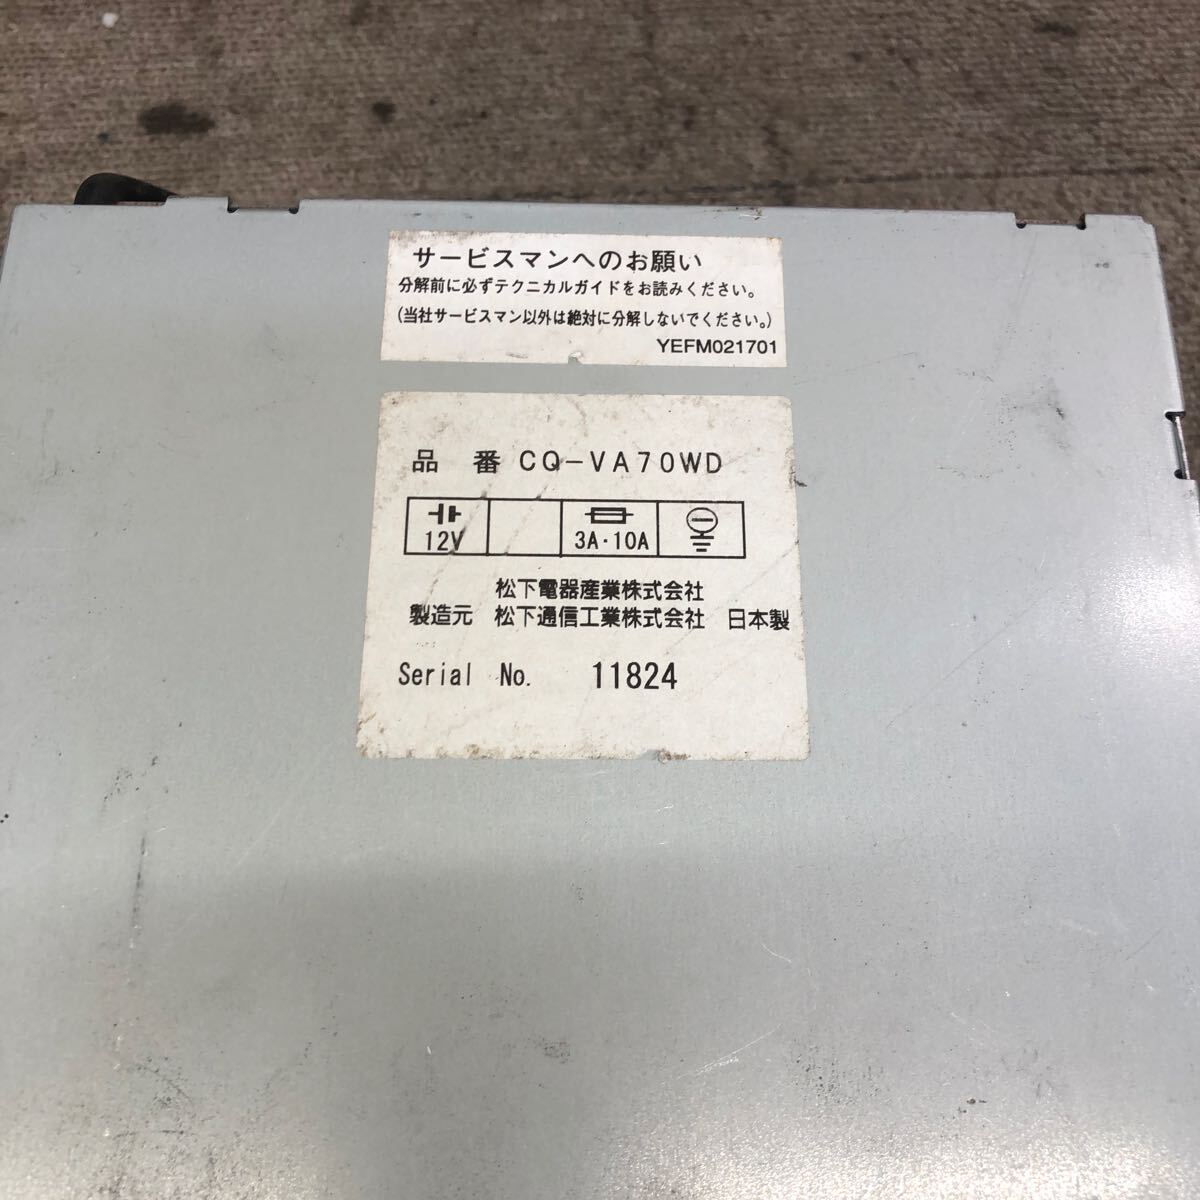 サービスマンへのお願い
分解前に必ずテクニカルガイドをお読みください。
(当社サービスマン以外は絶対に分解しないでください。)
YEFM021701
品 番 CQ-VA70WD
12V 3A·10A
松下電器産業株式会社
製造元 松下通信工業株式会社 日本製
Serial No. 11824